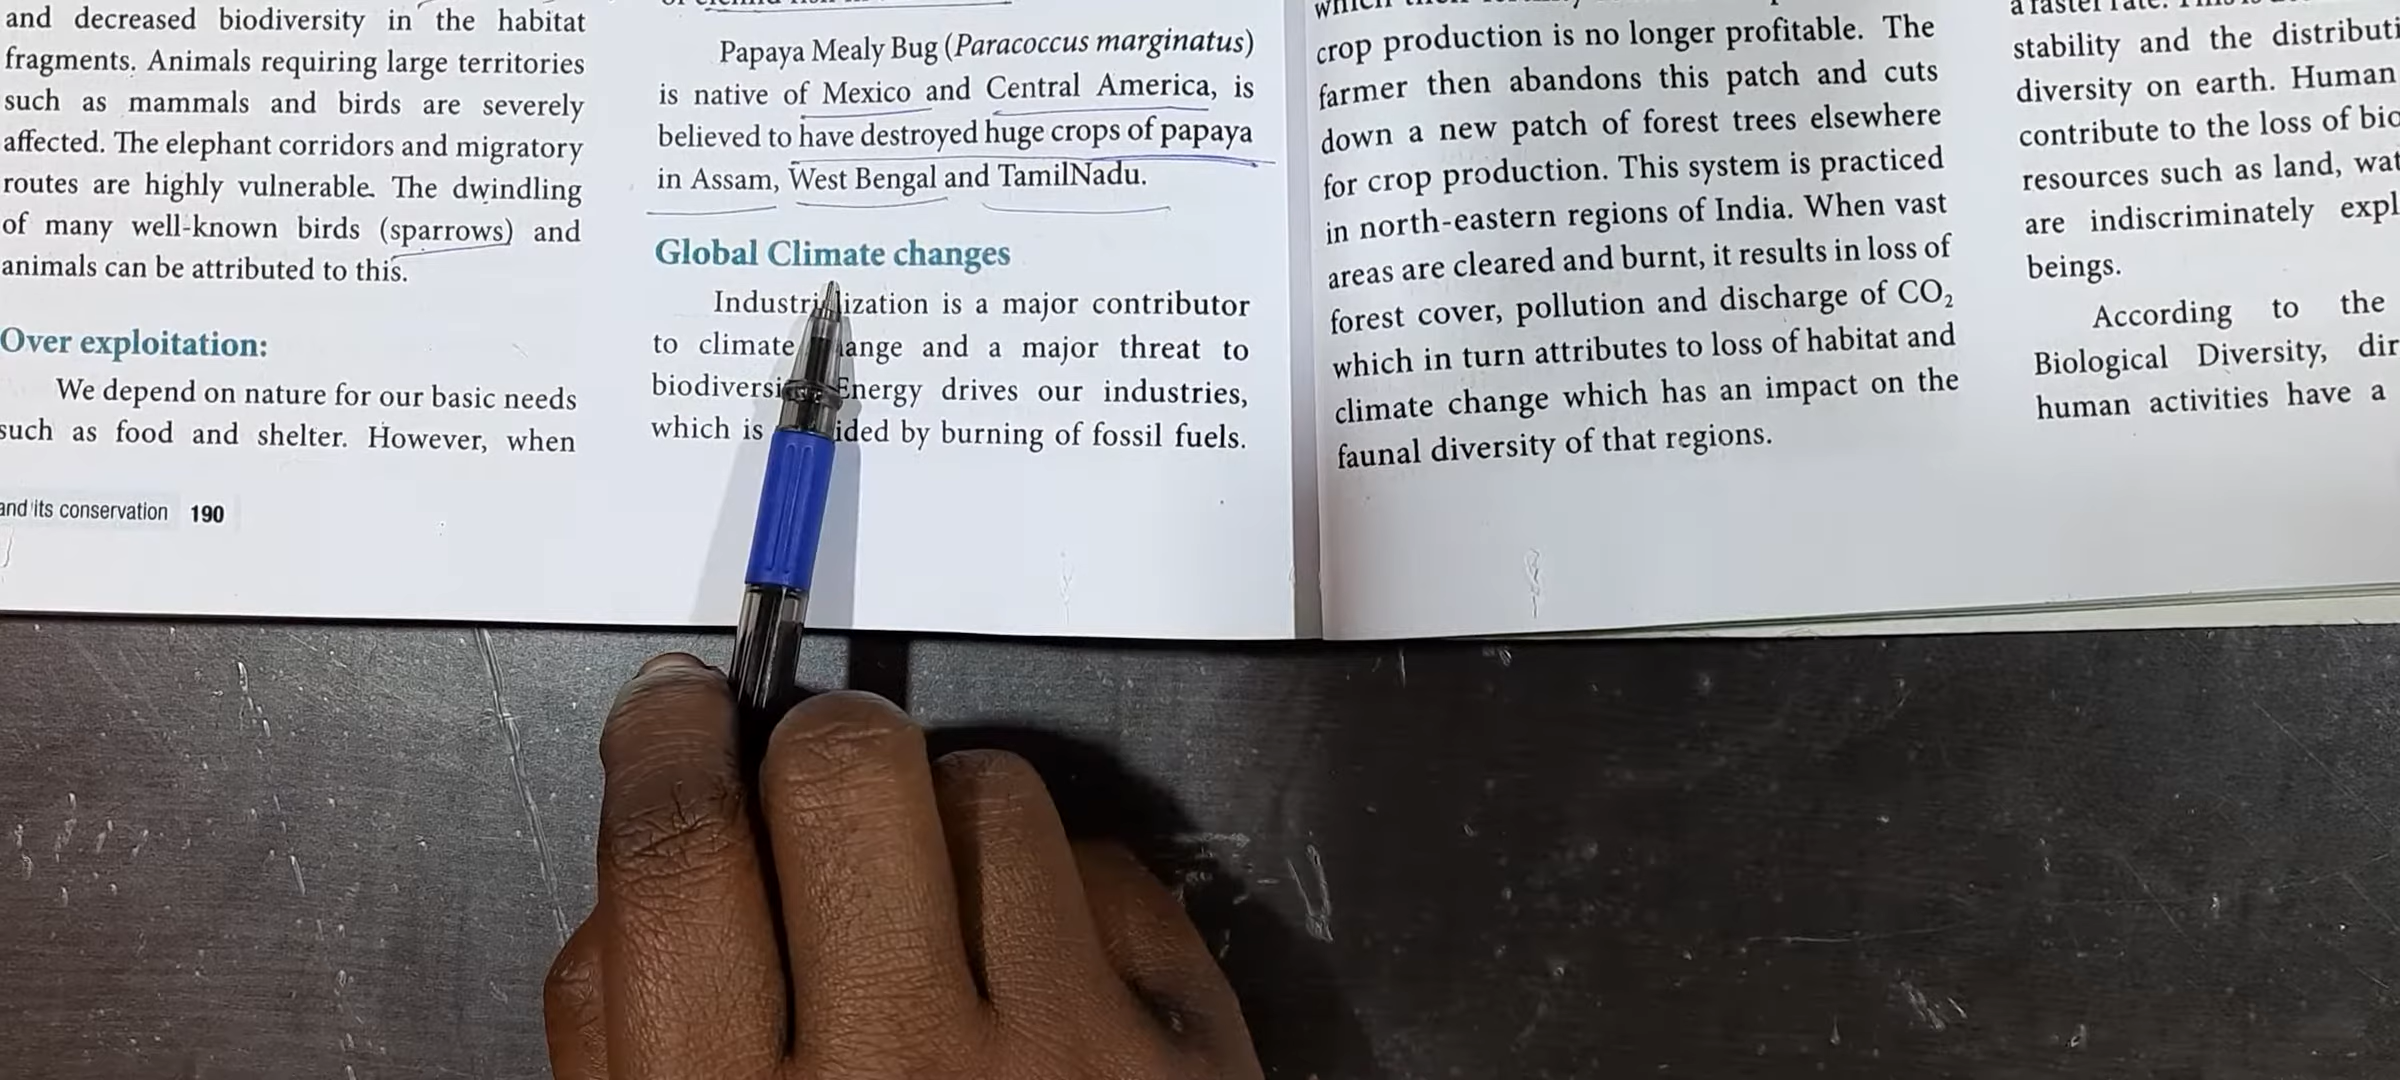 and decreased biodiversity in the habitat
fragments. Animals requiring large territories
such as mammals and birds are severely
affected. The elephant corridors and migratory
routes are highly vulnerable. The dwindling
of many well-known birds (sparrows) and
animals can be attributed to this.
Over exploitation:
We depend on nature for our basic needs
such as food and shelter. However, when
and its conservation 190
Papaya Mealy Bug (Paracoccus marginatus)
is native of Mexico and Central America, is
believed to have destroyed huge crops of papaya
in Assam, West Bengal and TamilNadu.
Global Climate changes
Industrialization is a major contributor
to climate change and a major threat to
biodiversity. Energy drives our industries,
which is by burning of fossil fuels.
which
crop production is no longer profitable. The
farmer then abandons this patch and cuts
down a new patch of forest trees elsewhere
for crop production. This system is practiced
in north-eastern regions of India. When vast
areas are cleared and burnt, it results in loss of
forest cover, pollution and discharge of CO₂
which in turn attributes to loss of habitat and
climate change which has an impact on the
faunal diversity of that regions.
a faster rate.
stability and the distributi
diversity on earth. Human
contribute to the loss of bio
resources such as land, wat
are indiscriminately expl
beings.
According to the
Biological Diversity, dir
human activities have a